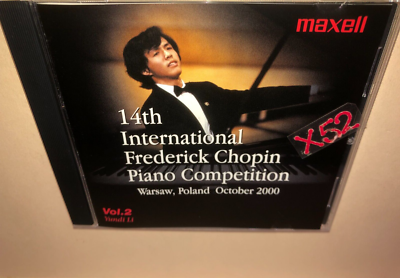 maxell
14th
International
Frederick Chopin
Piano Competition
Warsaw, Poland October 2000
X52
Vol.2
Yundi Li